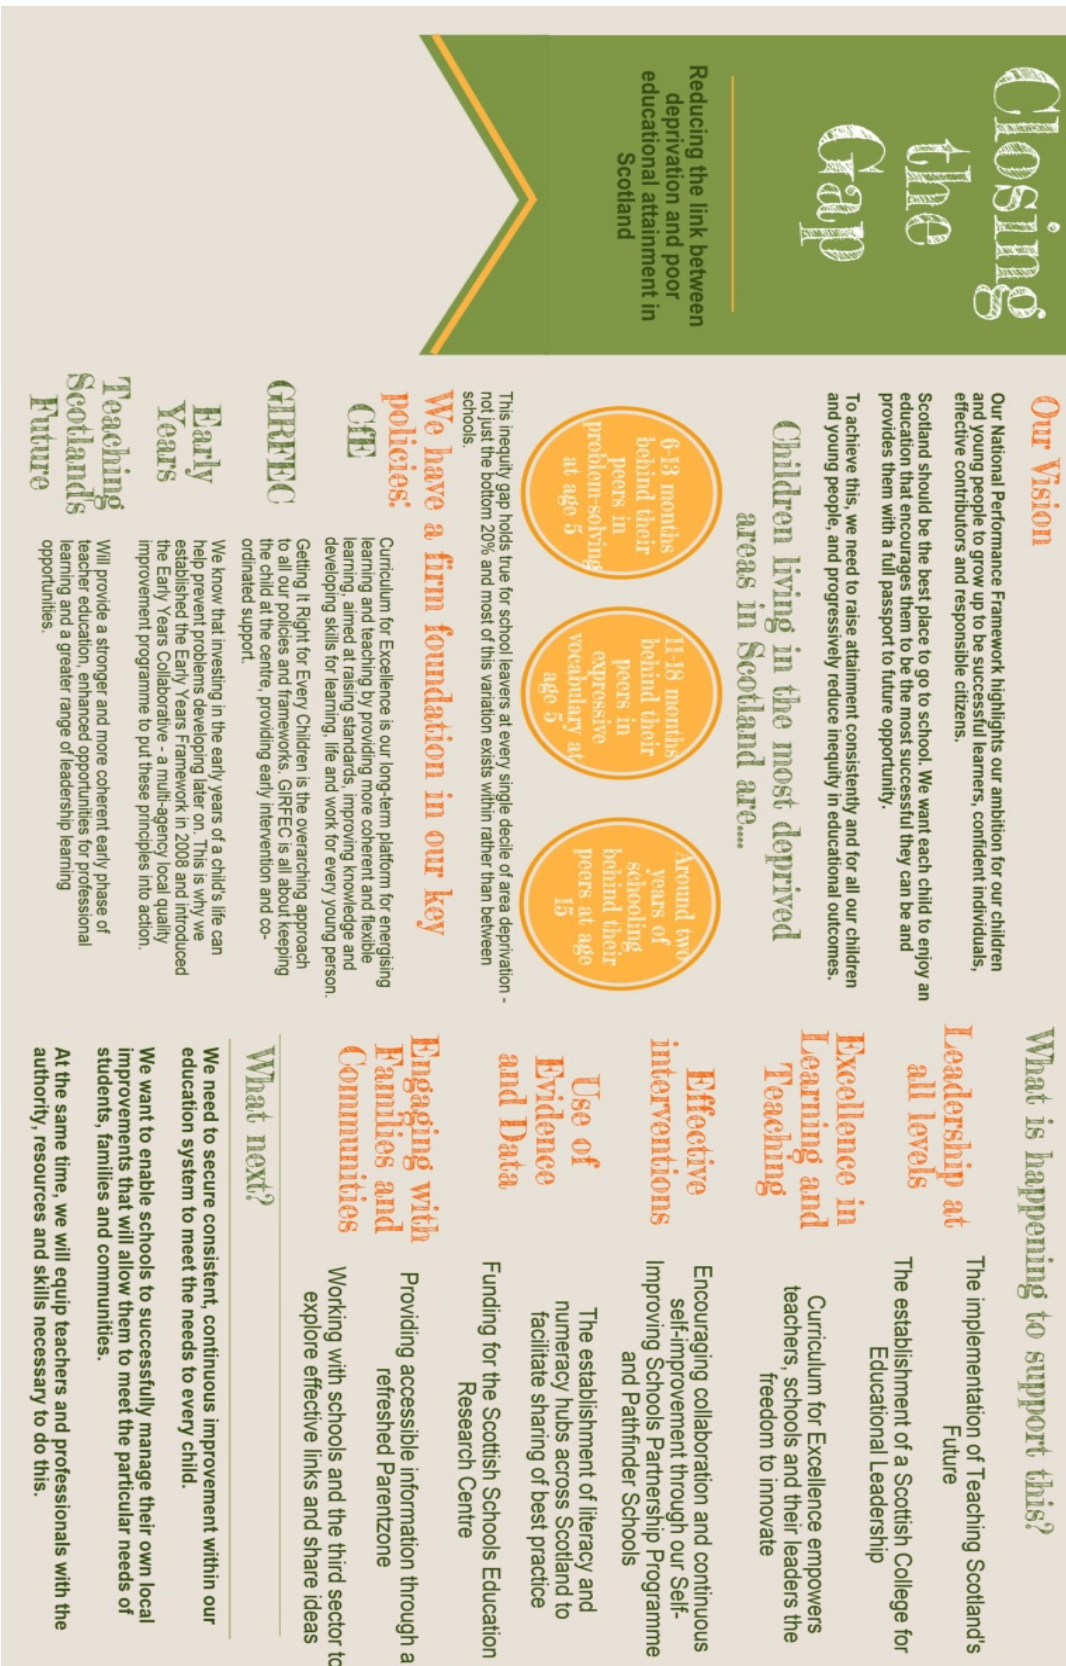 Closing
the
Gap
Reducing the link between
deprivation and poor
educational attainment in
Scotland
Our Vision
Our National Performance Framework highlights our ambition for our children
and young people to grow up to be successful learners, confident individuals,
effective contributors and responsible citizens.
Scotland should be the best place to go to school. We want each child to enjoy an
education that encourages them to be the most successful they can be and
provides them with a full passport to future opportunity.
To achieve this, we need to raise attainment consistently and for all our children
and young people, and progressively reduce inequity in educational outcomes.
Children living in the most deprived
areas in Scotland are....
6-13 months
behind their
peers in
problem-solving
at age 5
11-18 months
behind their
peers in
expressive
vocabulary at
age 5
Around two
years of
schooling
behind their
peers at age
15
This inequity gap holds true for school leavers at every single decile of area deprivation -
not just the bottom 20% and most of this variation exists within rather than between
schools.
We have a firm foundation in our key
policies:
CfE
Curriculum for Excellence is our long-term platform for energising
learning and teaching by providing more coherent and flexible
learning, aimed at raising standards, improving knowledge and
developing skills for learning, life and work for every young person.
GIRFEC
Getting It Right for Every Children is the overarching approach
to all our policies and frameworks. GIRFEC is all about keeping
the child at the centre, providing early intervention and co-
ordinated support.
Early
Years
We know that investing in the early years of a child's life can
help prevent problems developing later on. This is why we
established the Early Years Framework in 2008 and introduced
the Early Years Collaborative - a multi-agency local quality
improvement programme to put these principles into action.
Teaching
Scotland's
Future
Will provide a stronger and more coherent early phase of
teacher education, enhanced opportunities for professional
learning and a greater range of leadership learning
opportunities.
What is happening to support this?
Leadership at
all levels
The implementation of Teaching Scotland's
Future
The establishment of a Scottish College for
Educational Leadership
Excellence in
Learning and
Teaching
Curriculum for Excellence empowers
teachers, schools and their leaders the
freedom to innovate
Effective
interventions
Encouraging collaboration and continuous
self-improvement through our Self-
Improving Schools Partnership Programme
and Pathfinder Schools
Use of
Evidence
and Data
The establishment of literacy and
numeracy hubs across Scotland to
facilitate sharing of best practice
Funding for the Scottish Schools Education
Research Centre
Engaging with
Families and
Communities
Providing accessible information through a
refreshed Parentzone
Working with schools and the third sector to
explore effective links and share ideas
What next?
We need to secure consistent, continuous improvement within our
education system to meet the needs to every child.
We want to enable schools to successfully manage their own local
improvements that will allow them to meet the particular needs of
students, families and communities.
At the same time, we will equip teachers and professionals with the
authority, resources and skills necessary to do this.